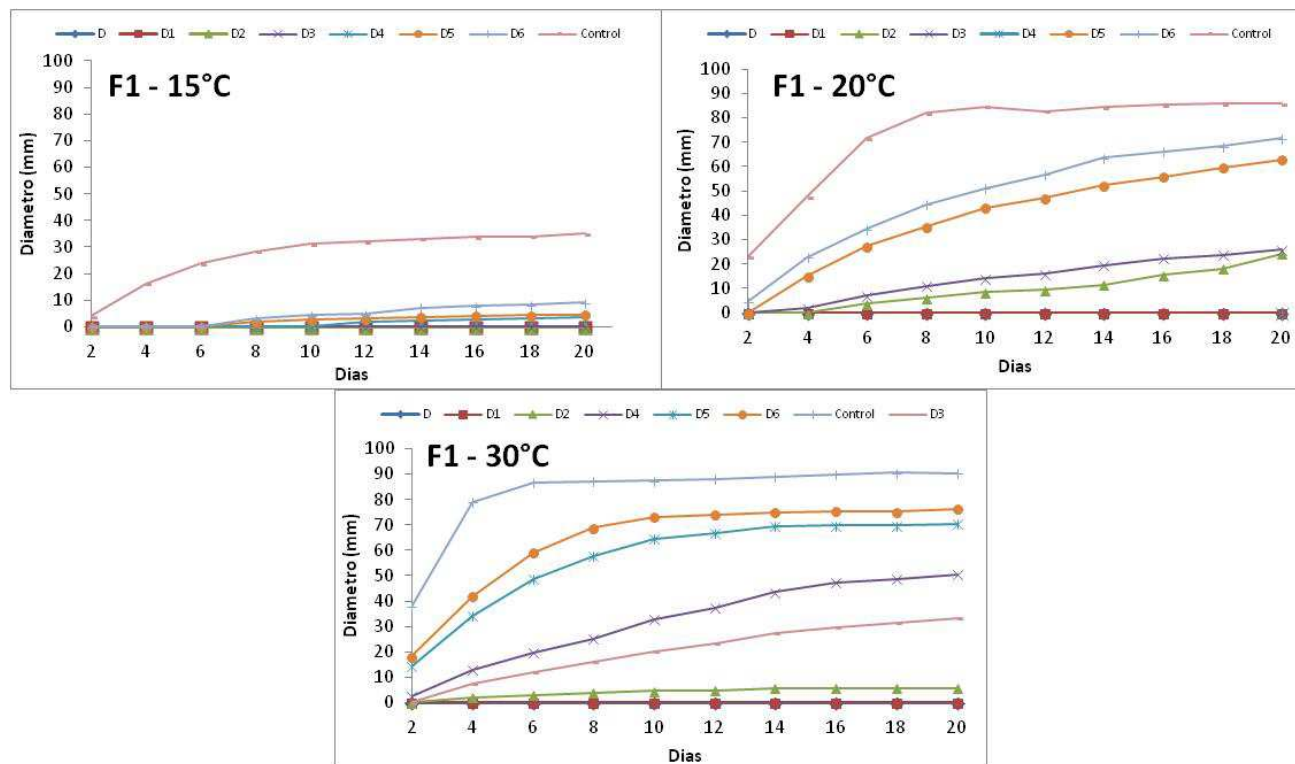 D D1 D2 D3 D4 D5 D6 Control
F1 - 15°C
Diametro (mm)
100
90
80
70
60
50
40
30
20
10
0
2 4 6 8 10 12 14 16 18 20
Dias
D D1 D2 D3 D4 D5 D6 Control
F1 - 20°C
Diametro (mm)
100
90
80
70
60
50
40
30
20
10
0
2 4 6 8 10 12 14 16 18 20
Dias
D D1 D2 D4 D5 D6 Control D3
F1 - 30°C
Diametro (mm)
100
90
80
70
60
50
40
30
20
10
0
2 4 6 8 10 12 14 16 18 20
Dias